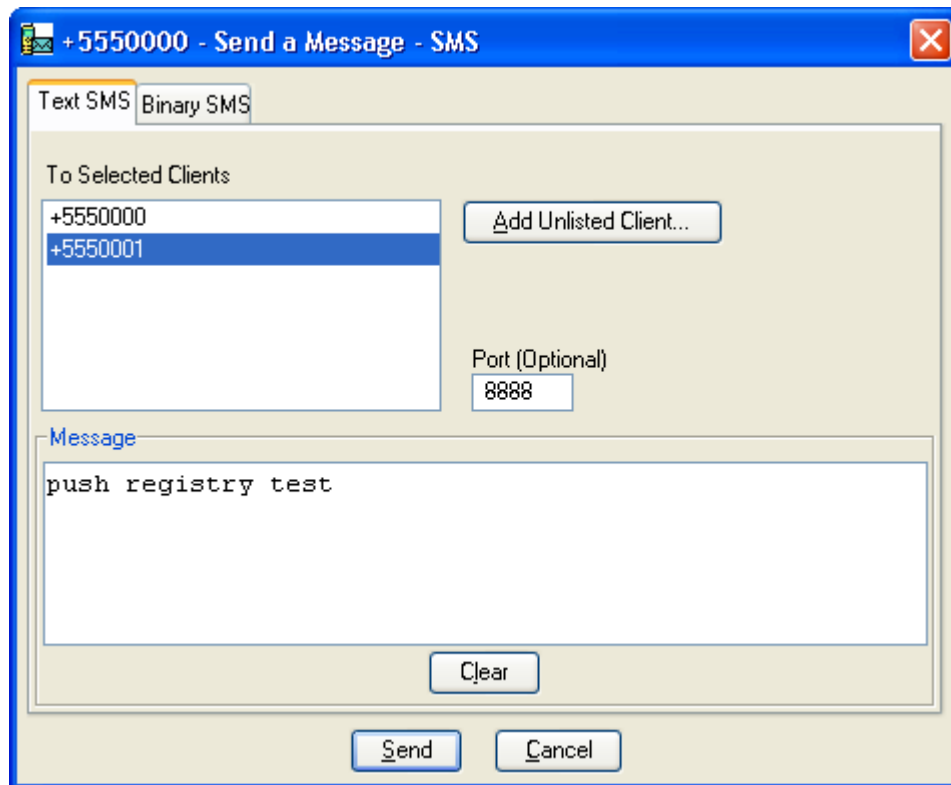 +5550000 - Send a Message - SMS
Text SMS Binary SMS
To Selected Clients
+5550000
+5550001
Add Unlisted Client...
Port (Optional)
8888
Message
push registry test
Clear
Send Cancel